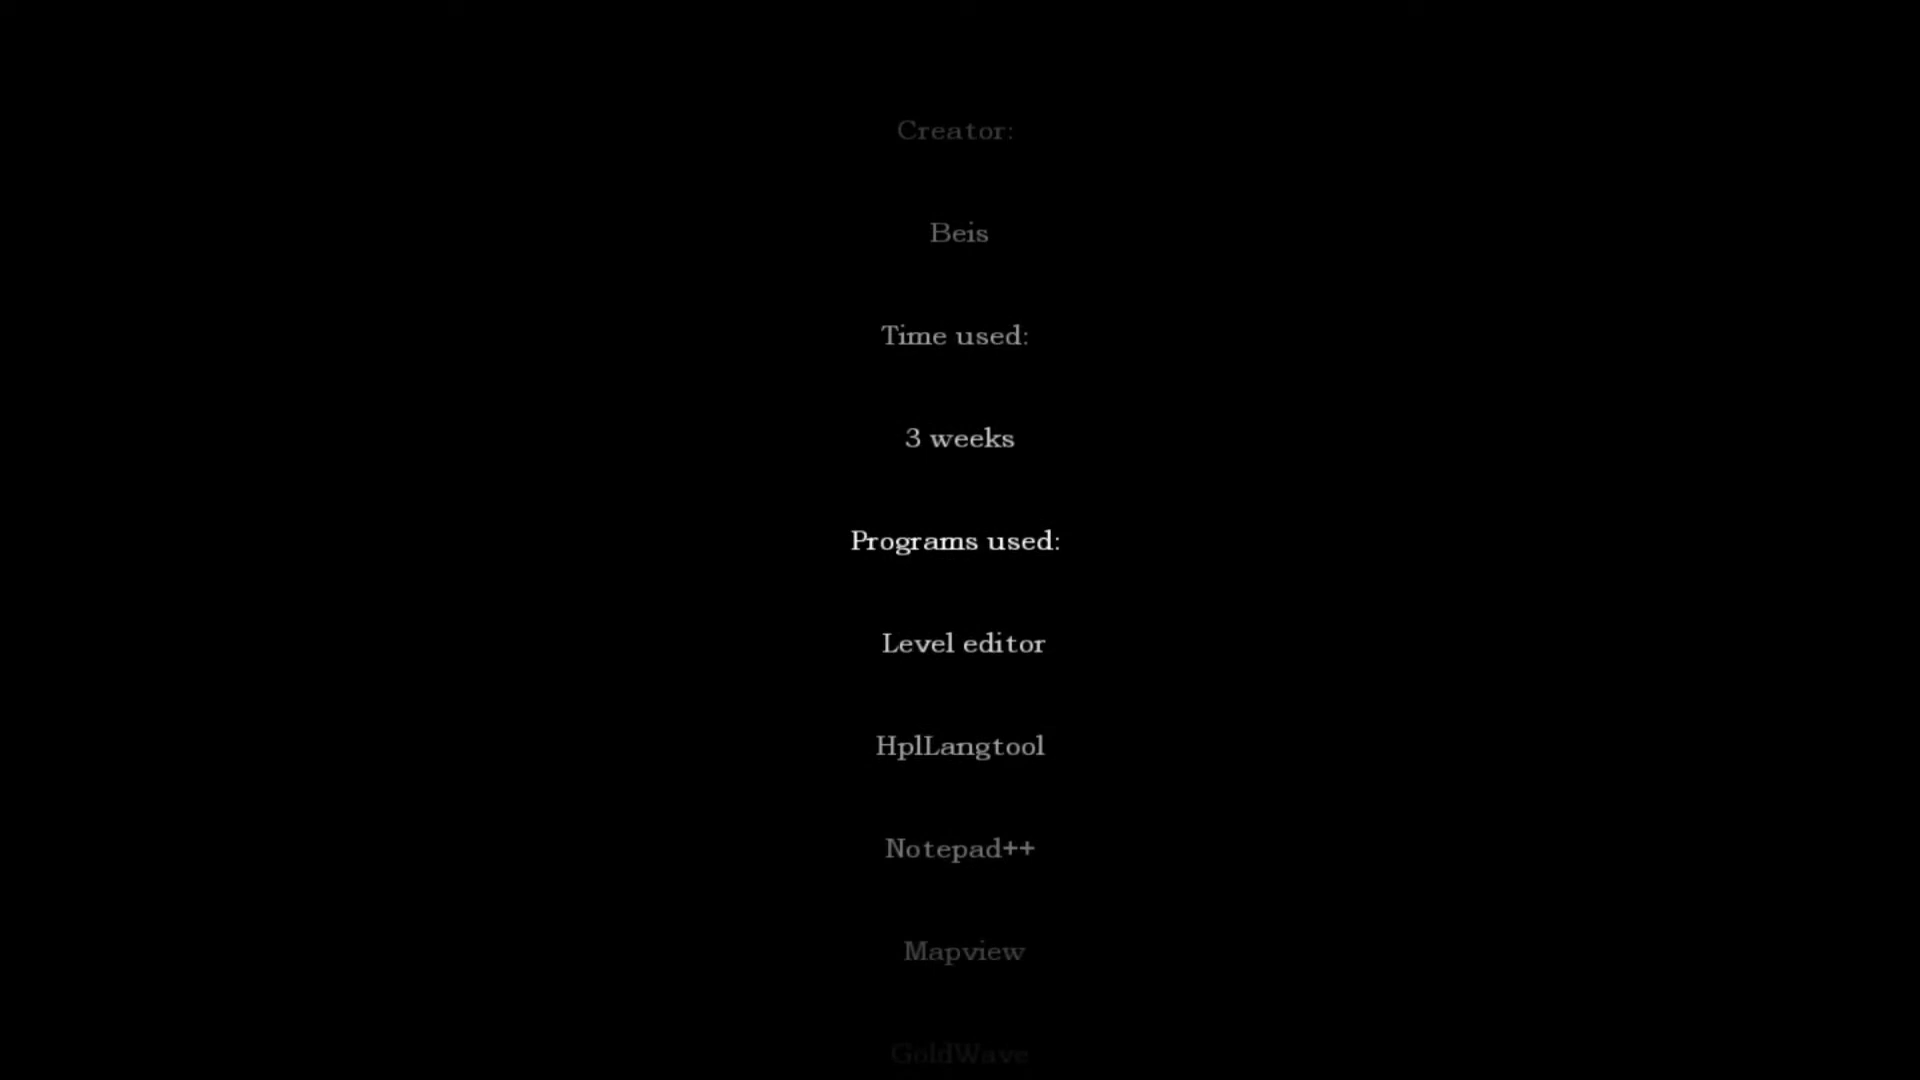 Creator:
Beis
Time used:
3 weeks
Programs used:
Level editor
HplLangtool
Notepad++
Mapview
GoldWave